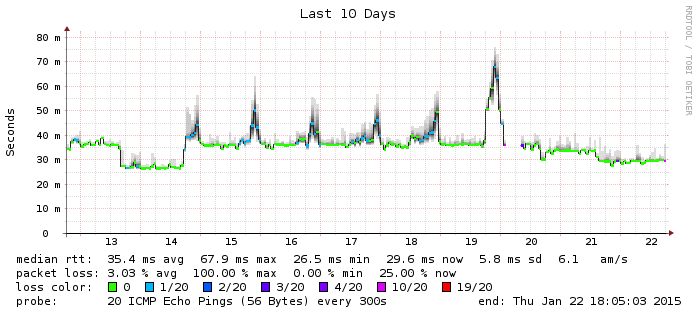 Last 10 Days
RRDTOOL / TOBI OETIKER
Seconds
80 m
70 m
60 m
50 m
40 m
30 m
20 m
10 m
0
13 14 15 16 17 18 19 20 21 22
median rtt: 35.4 ms avg 67.9 ms max 26.5 ms min 29.6 ms now 5.8 ms sd 6.1 am/s
packet loss: 3.03 % avg 100.00 % max 0.00 % min 25.00 % now
loss color: 0 1/20 2/20 3/20 4/20 10/20 19/20
probe: 20 ICMP Echo Pings (56 Bytes) every 300s end: Thu Jan 22 18:05:03 2015